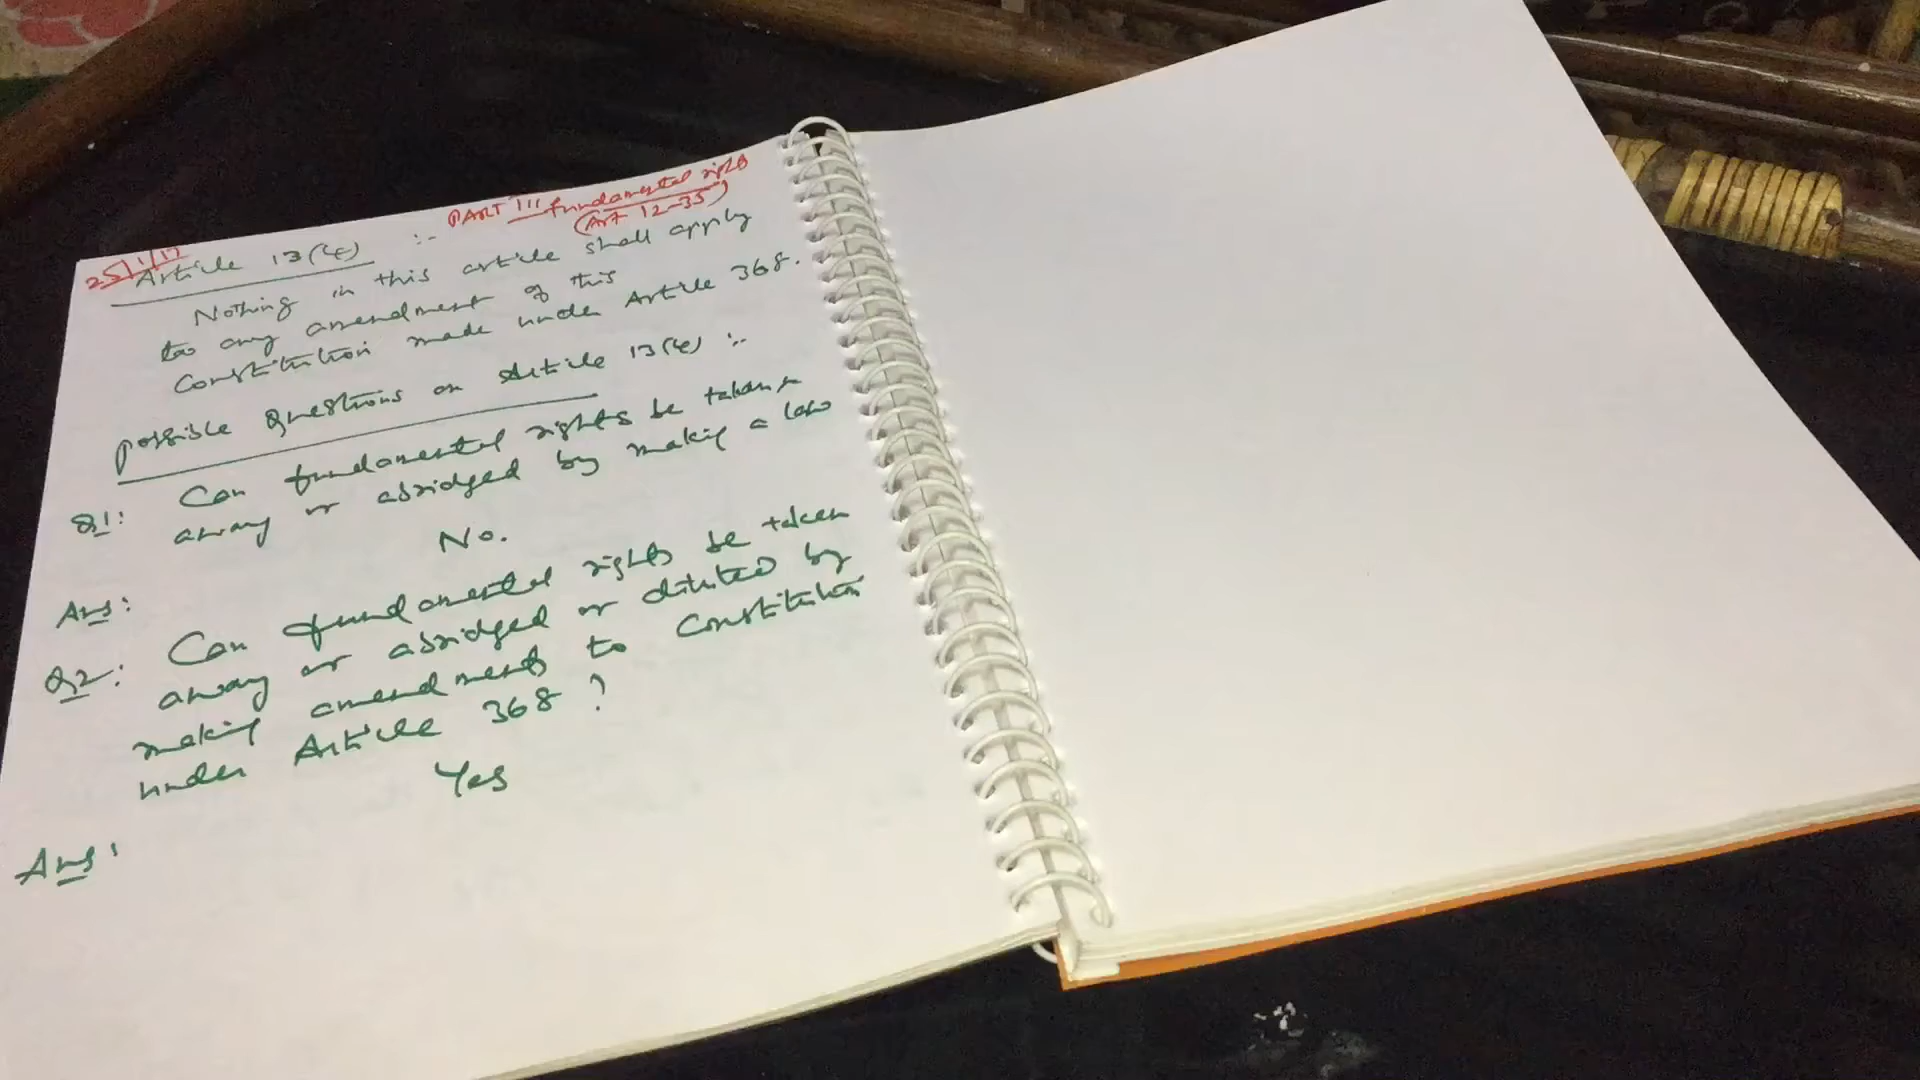 25/1/17
PART III fundamental rights
(Art 12-35)
Article 13(4) :-
Nothing in this article shall apply
to any amendment of this
Constitution made under Article 368.
possible Questions on Article 13(4) :-
Q1: Can fundamental rights be taken
away or abridged by making a law
Ans: No.
Q2: Can fundamental rights be taken
away or abridged or diluted by
making amendments to Constitution
under Article 368 ?
Ans: Yes